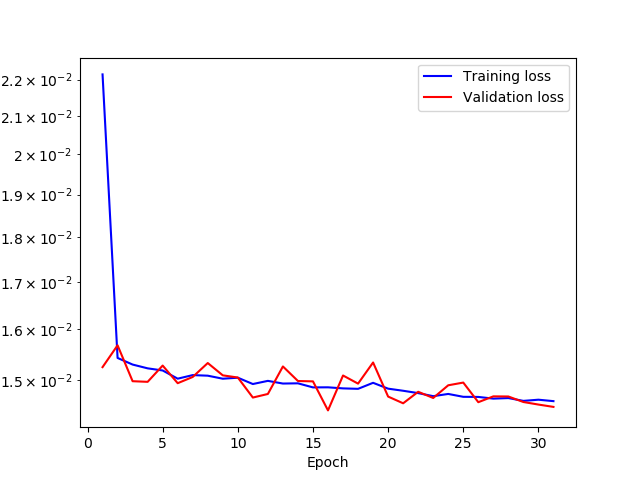 Training loss
Validation loss
2.2 × 10⁻²
2.1 × 10⁻²
2 × 10⁻²
1.9 × 10⁻²
1.8 × 10⁻²
1.7 × 10⁻²
1.6 × 10⁻²
1.5 × 10⁻²
0 5 10 15 20 25 30
Epoch